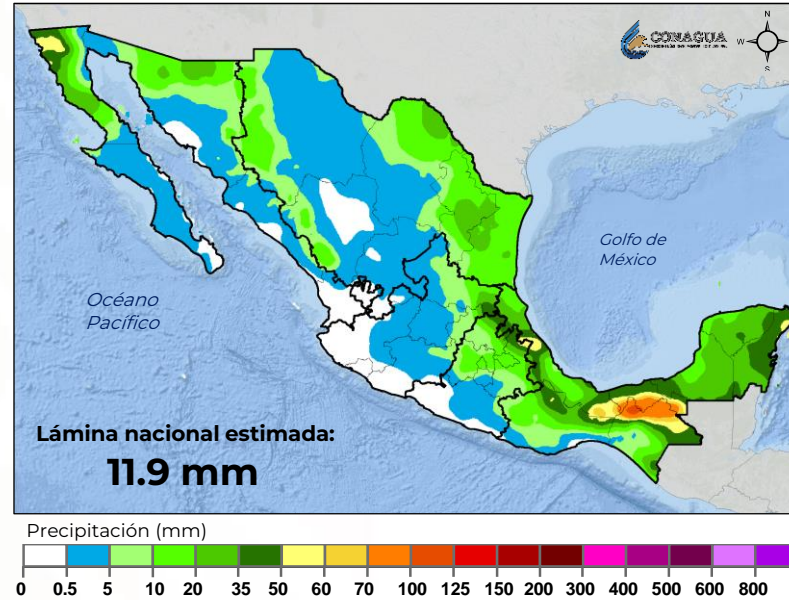 N
W
S
CONAGUA
Golfo de
México
Océano
Pacífico
Lámina nacional estimada:
11.9 mm
Precipitación (mm)
0 0.5 5 10 20 35 50 60 70 100 125 150 200 300 400 500 600 800